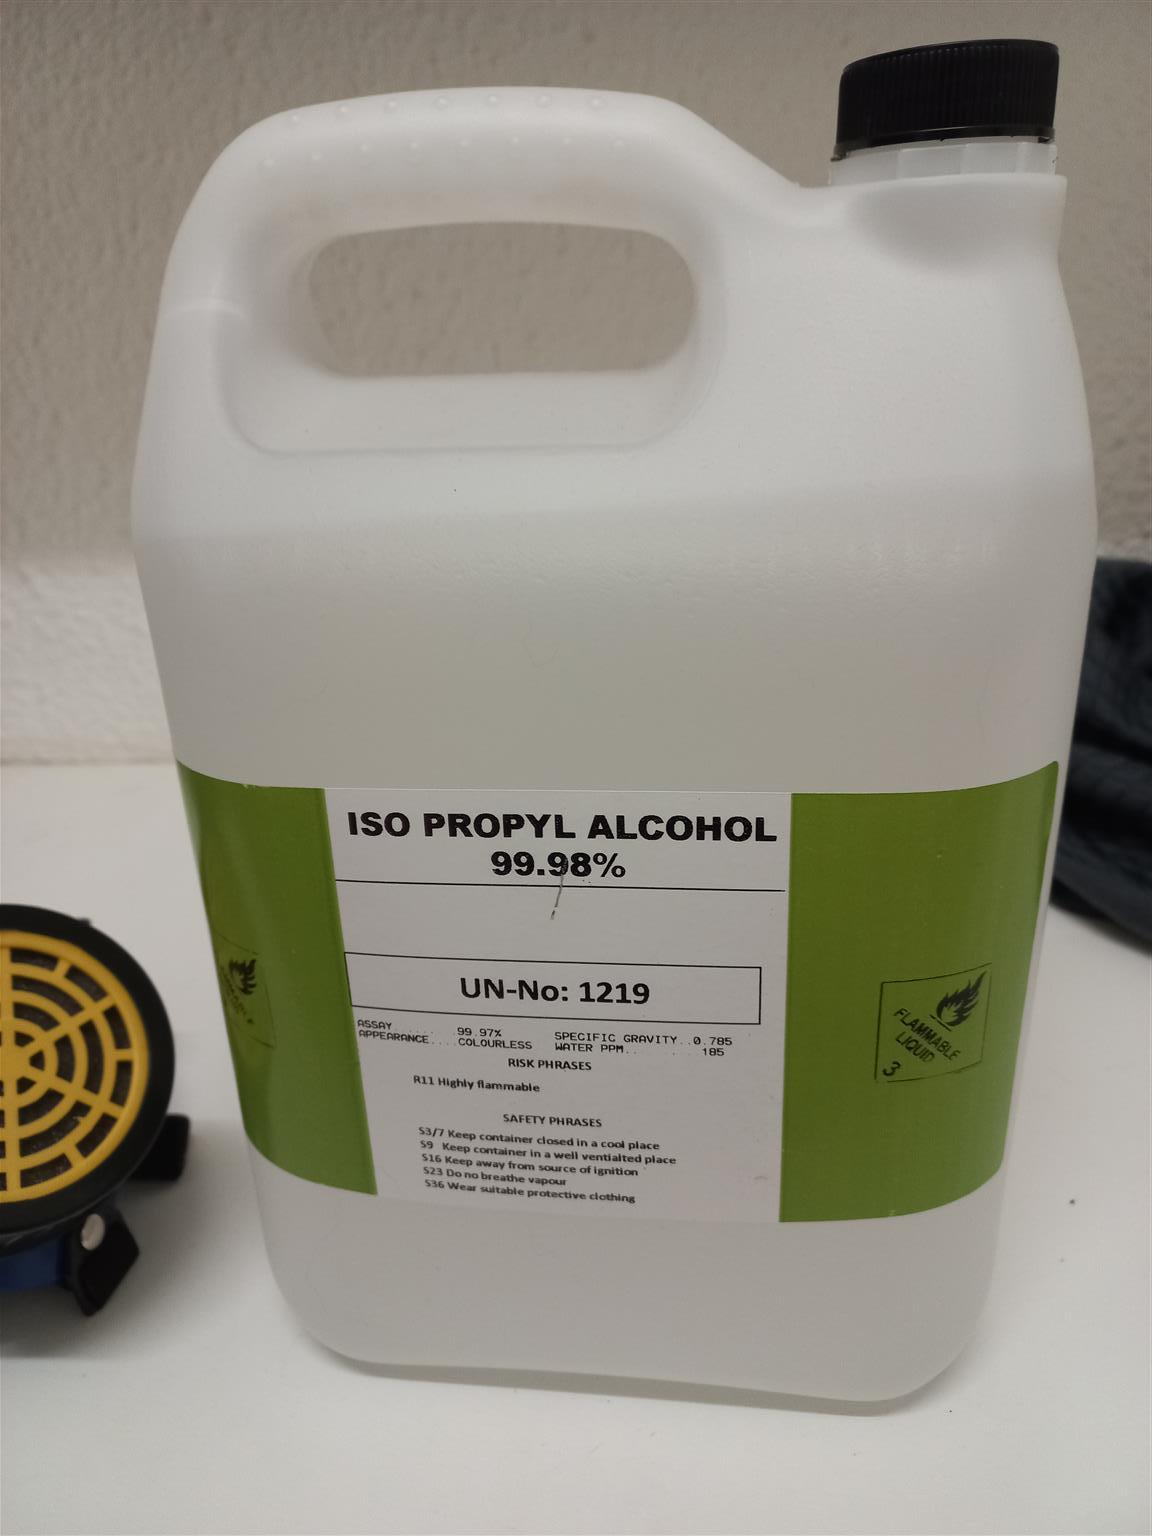 ISO PROPYL ALCOHOL
99.98%
UN-No: 1219
ASSAY...... 99.97% SPECIFIC GRAVITY..0.785
APPEARANCE....COLOURLESS WATER PPM.......... 185
RISK PHRASES
R11 Highly flammable
SAFETY PHRASES
S3/7 Keep container closed in a cool place
S9 Keep container in a well ventialted place
S16 Keep away from source of ignition
S23 Do no breathe vapour
S36 Wear suitable protective clothing
FLAMMABLE
LIQUID
3